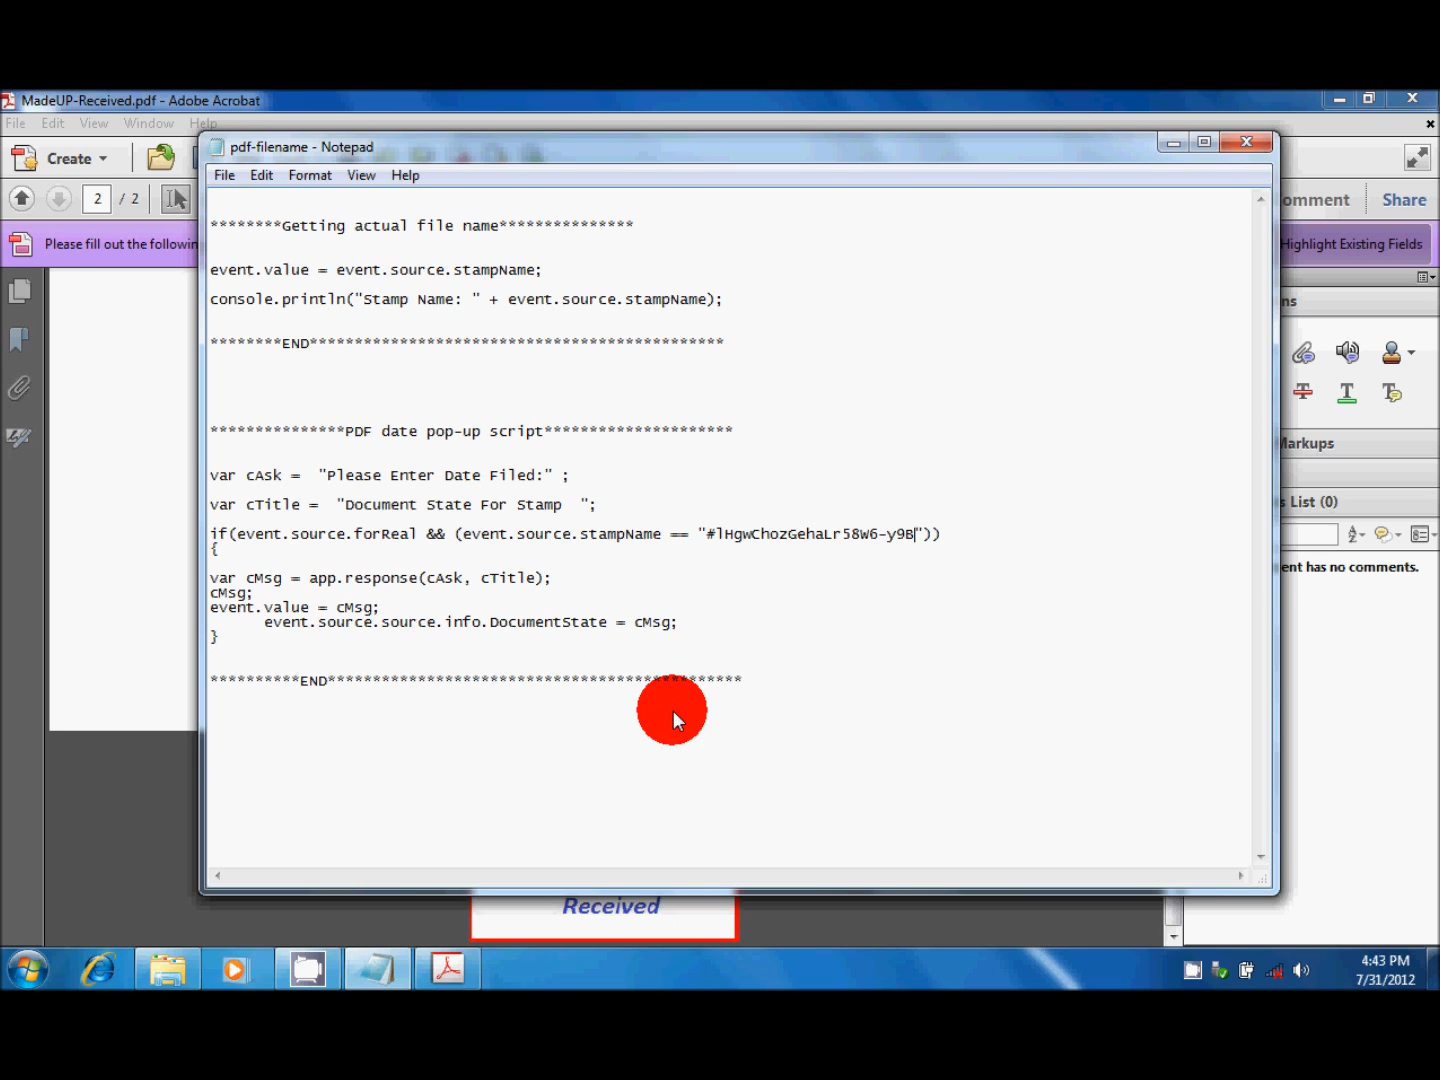 MadeUP-Received.pdf - Adobe Acrobat
File Edit View Window Help
Create
2 / 2
omment Share
Please fill out the followin
Highlight Existing Fields
pdf-filename - Notepad
File Edit Format View Help
********Getting actual file name***************
event.value = event.source.stampName;
console.println("Stamp Name: " + event.source.stampName);
********END**********************************************
***************PDF date pop-up script*********************
var cAsk =  "Please Enter Date Filed:" ;
var cTitle =  "Document State For Stamp  ";
if(event.source.forReal && (event.source.stampName == "#lHgwChozGehaLr58W6-y9B"))
{
var cMsg = app.response(cAsk, cTitle);
cMsg;
event.value = cMsg;
event.source.source.info.DocumentState = cMsg;
}
**********END**********************************************
ns
Markups
s List (0)
ent has no comments.
Received
4:43 PM
7/31/2012